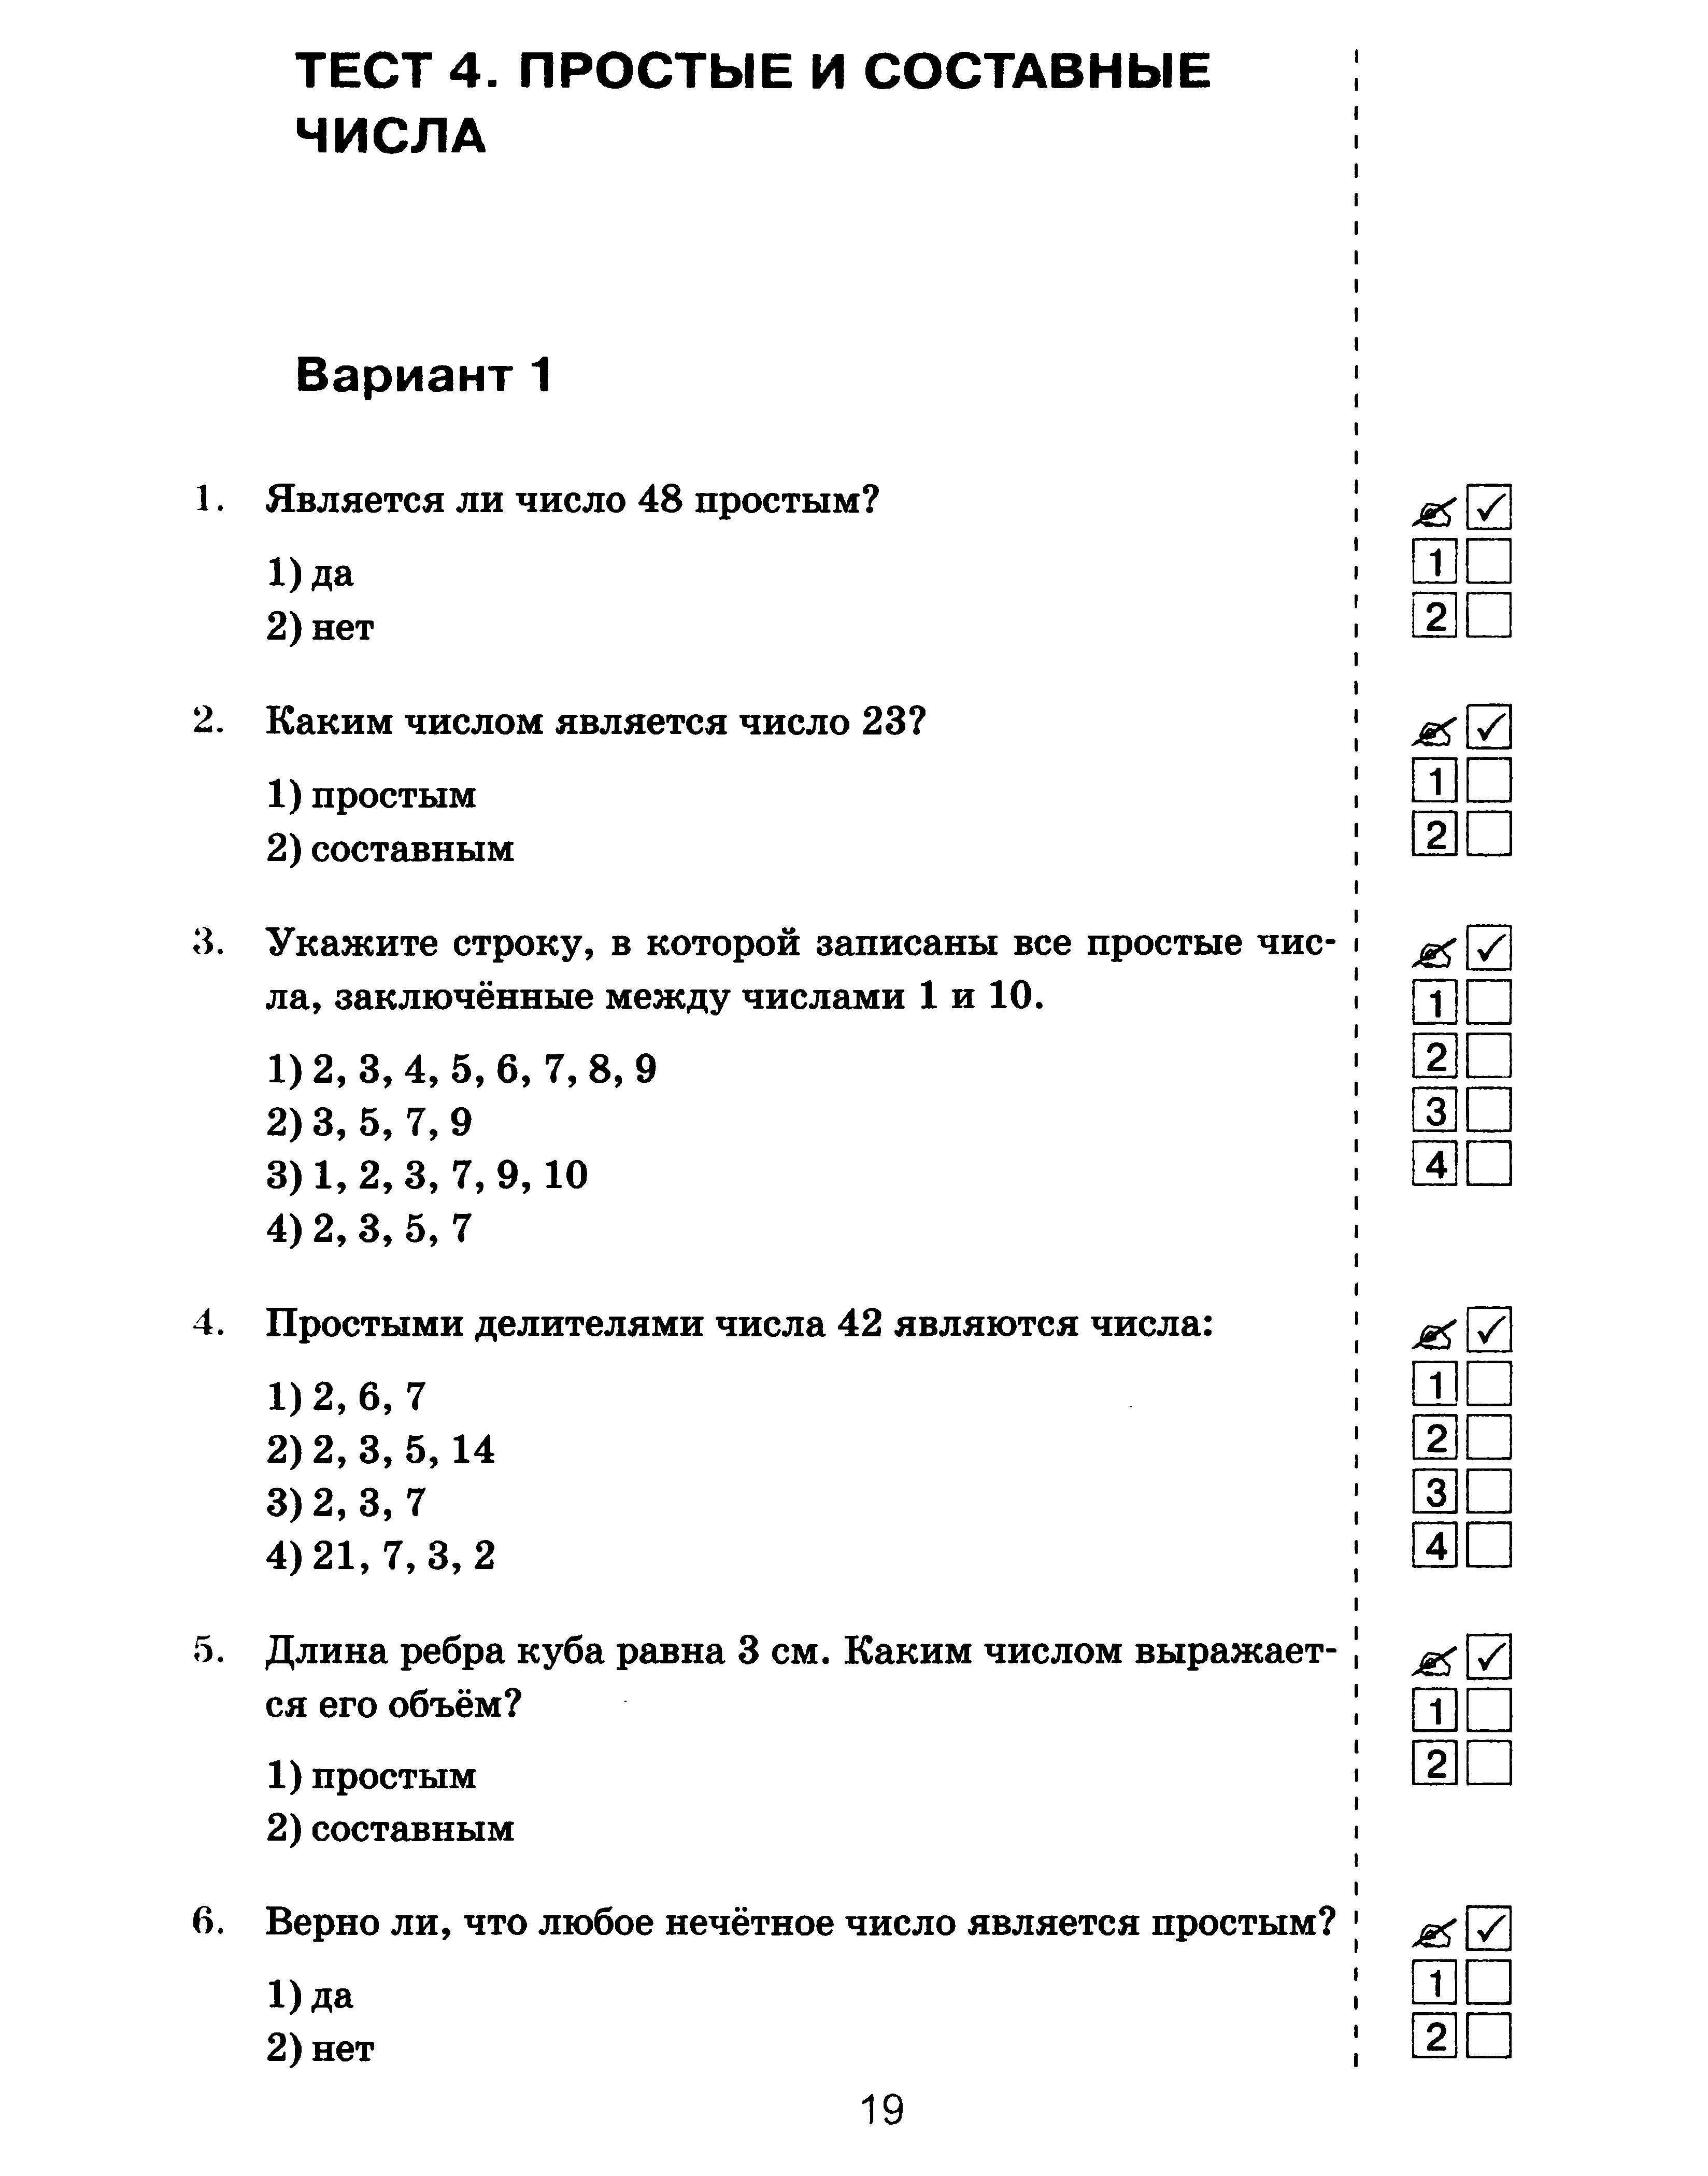 ТЕСТ 4. ПРОСТЫЕ И СОСТАВНЫЕ
ЧИСЛА
Вариант 1
1. Является ли число 48 простым?
1) да
2) нет
✓
1
2
2. Каким числом является число 23?
1) простым
2) составным
✓
1
2
3. Укажите строку, в которой записаны все простые чис-
ла, заключённые между числами 1 и 10.
1) 2, 3, 4, 5, 6, 7, 8, 9
2) 3, 5, 7, 9
3) 1, 2, 3, 7, 9, 10
4) 2, 3, 5, 7
✓
1
2
3
4
4. Простыми делителями числа 42 являются числа:
1) 2, 6, 7
2) 2, 3, 5, 14
3) 2, 3, 7
4) 21, 7, 3, 2
✓
1
2
3
4
5. Длина ребра куба равна 3 см. Каким числом выражает-
ся его объём?
1) простым
2) составным
✓
1
2
6. Верно ли, что любое нечётное число является простым?
1) да
2) нет
✓
1
2
19